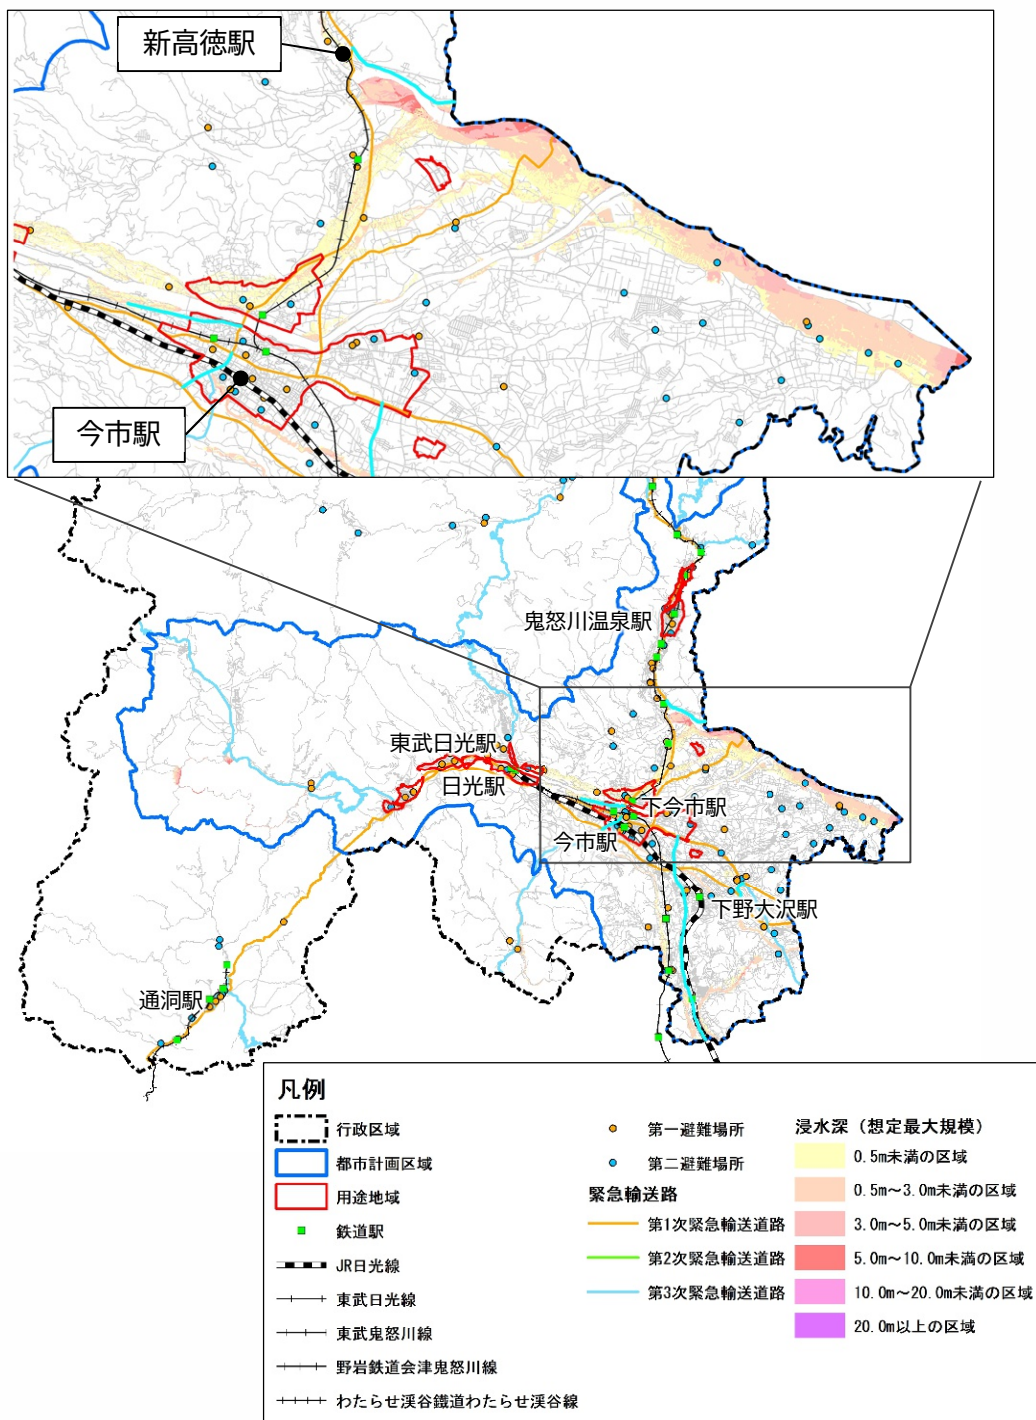 新高徳駅
今市駅
鬼怒川温泉駅
東武日光駅
日光駅
下今市駅
今市駅
下野大沢駅
通洞駅
凡例
行政区域
都市計画区域
用途地域
鉄道駅
JR日光線
東武日光線
東武鬼怒川線
野岩鉄道会津鬼怒川線
わたらせ渓谷鐵道わたらせ渓谷線
第一避難場所
第二避難場所
緊急輸送路
第1次緊急輸送道路
第2次緊急輸送道路
第3次緊急輸送道路
浸水深（想定最大規模）
0.5m未満の区域
0.5m～3.0m未満の区域
3.0m～5.0m未満の区域
5.0m～10.0m未満の区域
10.0m～20.0m未満の区域
20.0m以上の区域